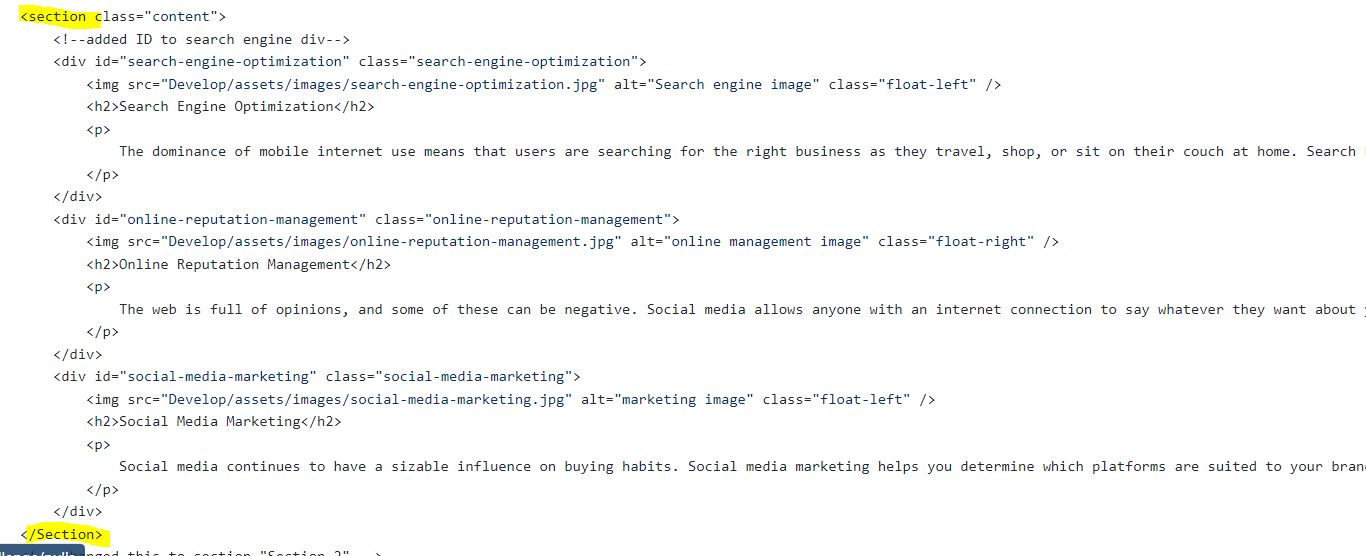 <section class="content">
<!--added ID to search engine div-->
<div id="search-engine-optimization" class="search-engine-optimization">
<img src="Develop/assets/images/search-engine-optimization.jpg" alt="Search engine image" class="float-left" />
<h2>Search Engine Optimization</h2>
<p>
The dominance of mobile internet use means that users are searching for the right business as they travel, shop, or sit on their couch at home. Search
</p>
</div>
<div id="online-reputation-management" class="online-reputation-management">
<img src="Develop/assets/images/online-reputation-management.jpg" alt="online management image" class="float-right" />
<h2>Online Reputation Management</h2>
<p>
The web is full of opinions, and some of these can be negative. Social media allows anyone with an internet connection to say whatever they want about
</p>
</div>
<div id="social-media-marketing" class="social-media-marketing">
<img src="Develop/assets/images/social-media-marketing.jpg" alt="marketing image" class="float-left" />
<h2>Social Media Marketing</h2>
<p>
Social media continues to have a sizable influence on buying habits. Social media marketing helps you determine which platforms are suited to your bran
</p>
</div>
</Section>
this to section "Section 2"